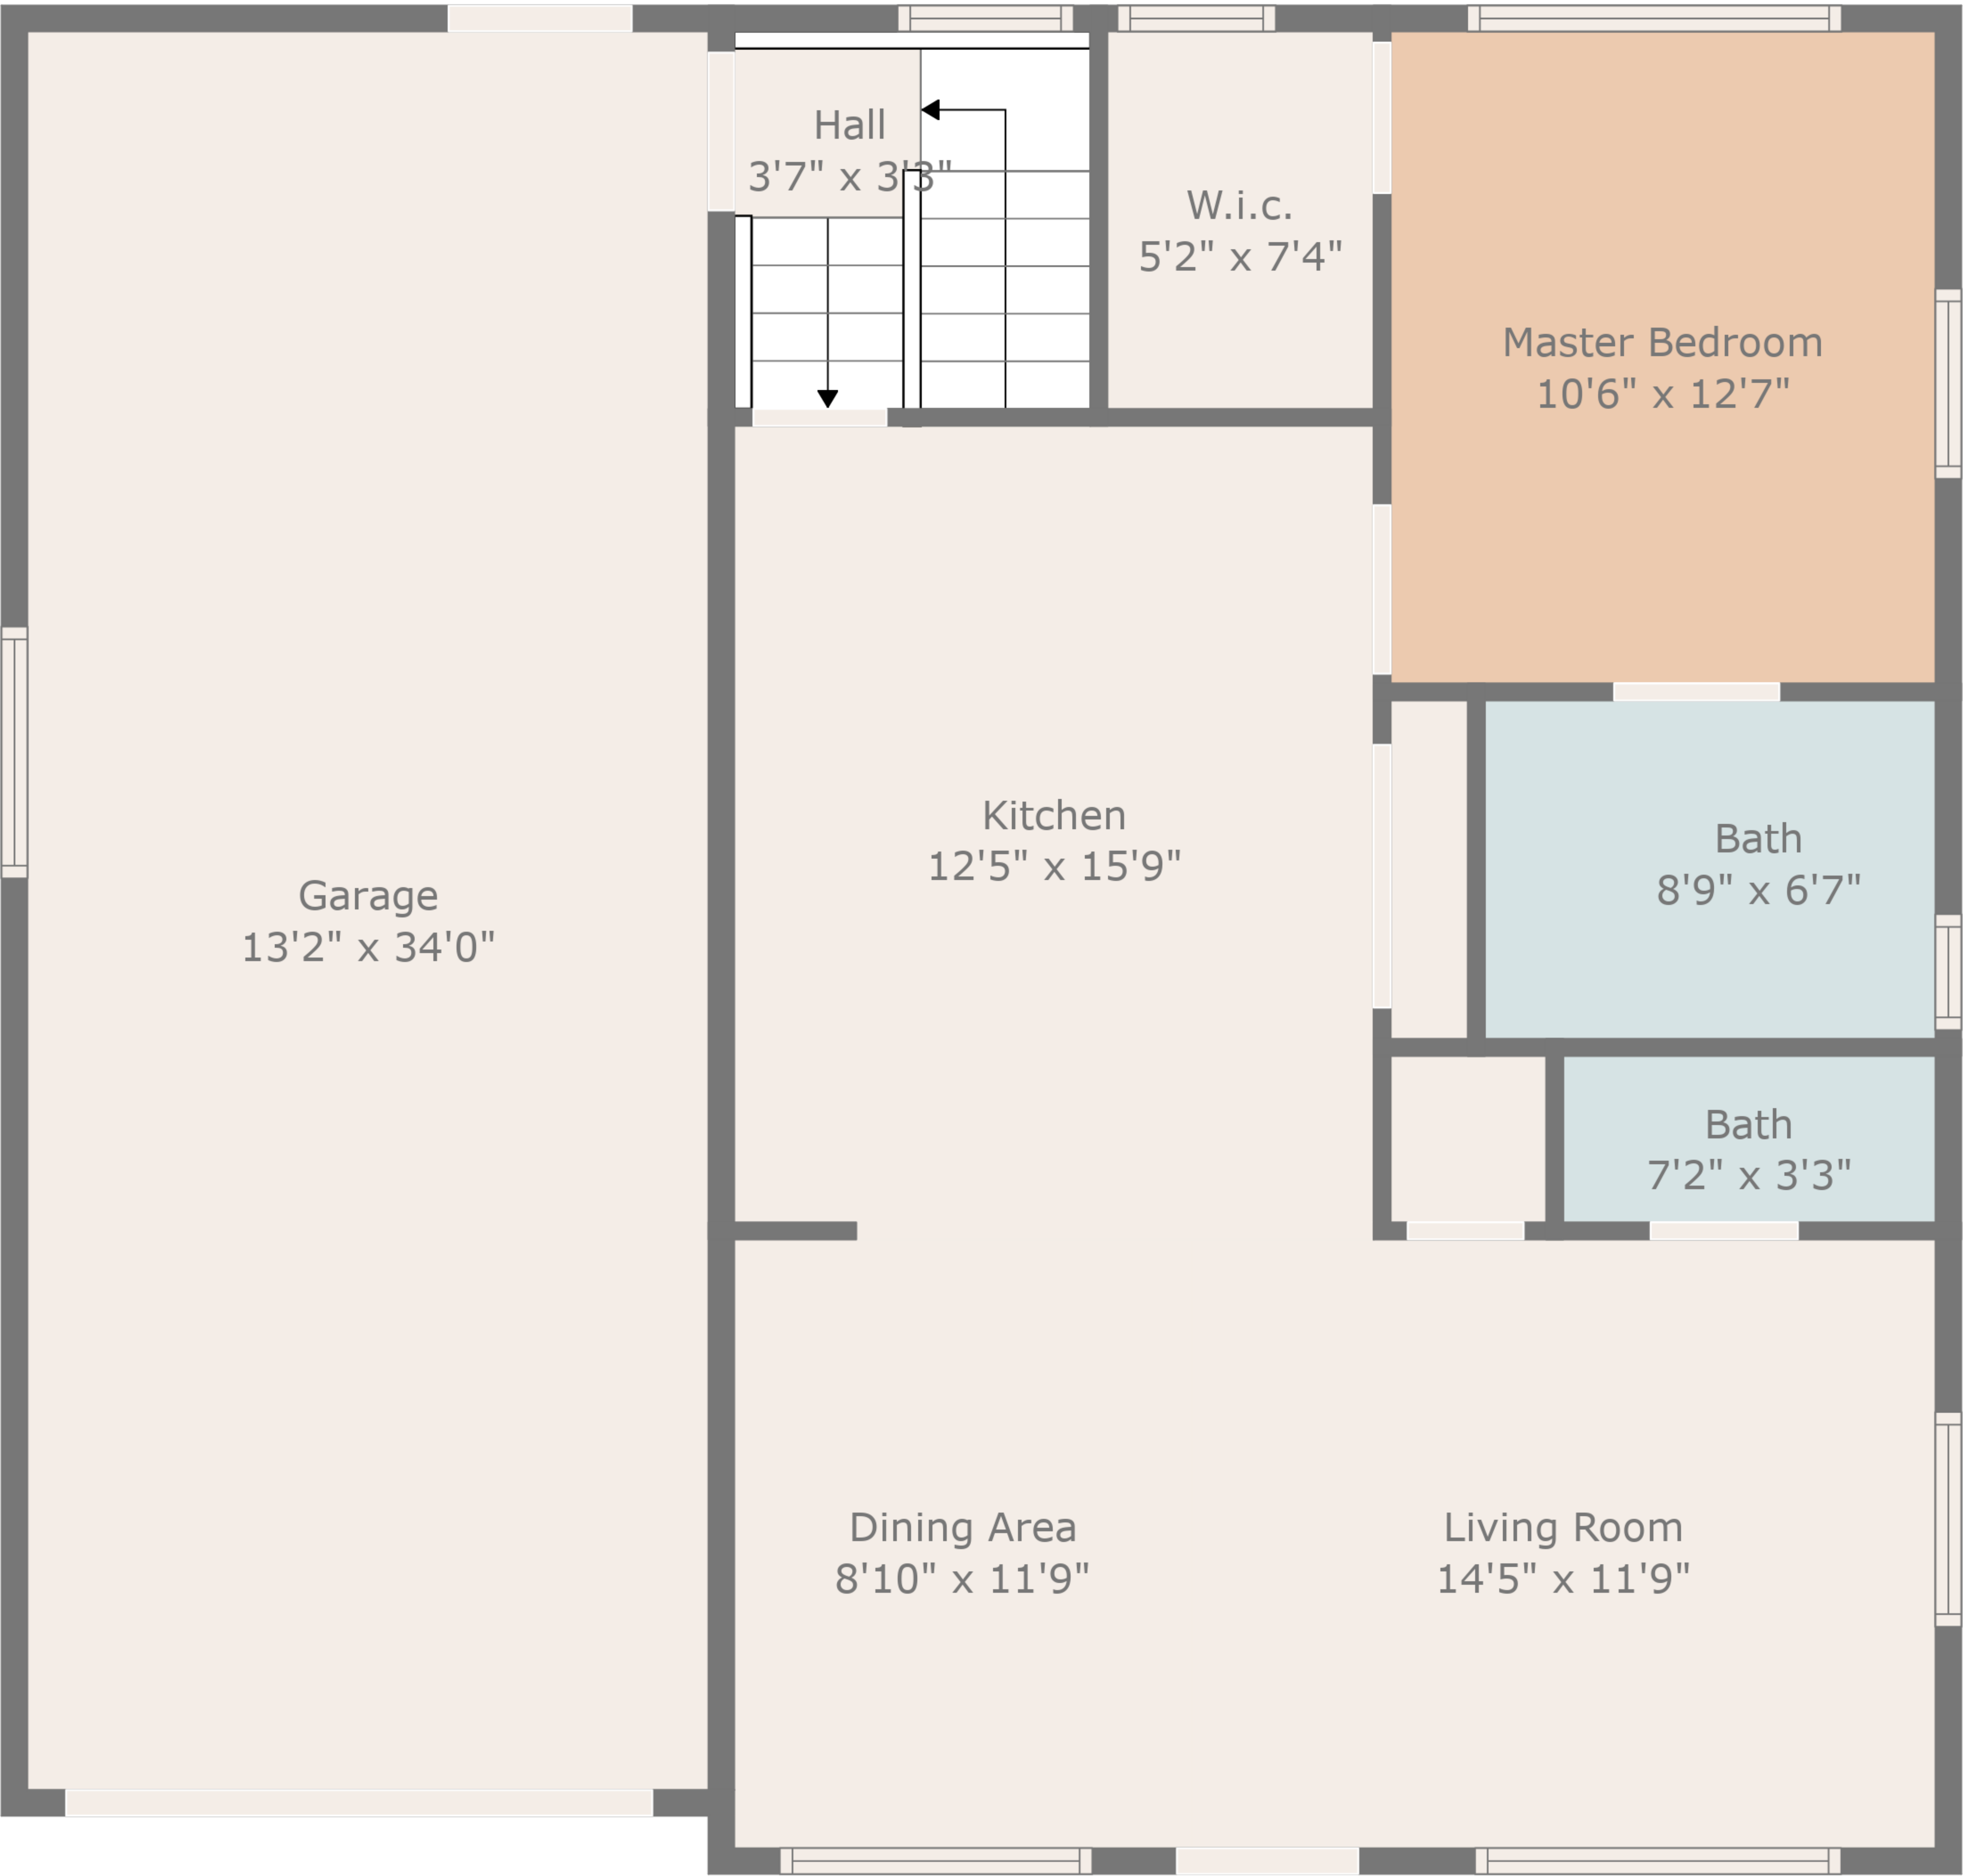 Hall
3'7" x 3'3"
W.i.c.
5'2" x 7'4"
Master Bedroom
10'6" x 12'7"
Kitchen
12'5" x 15'9"
Bath
8'9" x 6'7"
Garage
13'2" x 34'0"
Bath
7'2" x 3'3"
Dining Area
8'10" x 11'9"
Living Room
14'5" x 11'9"